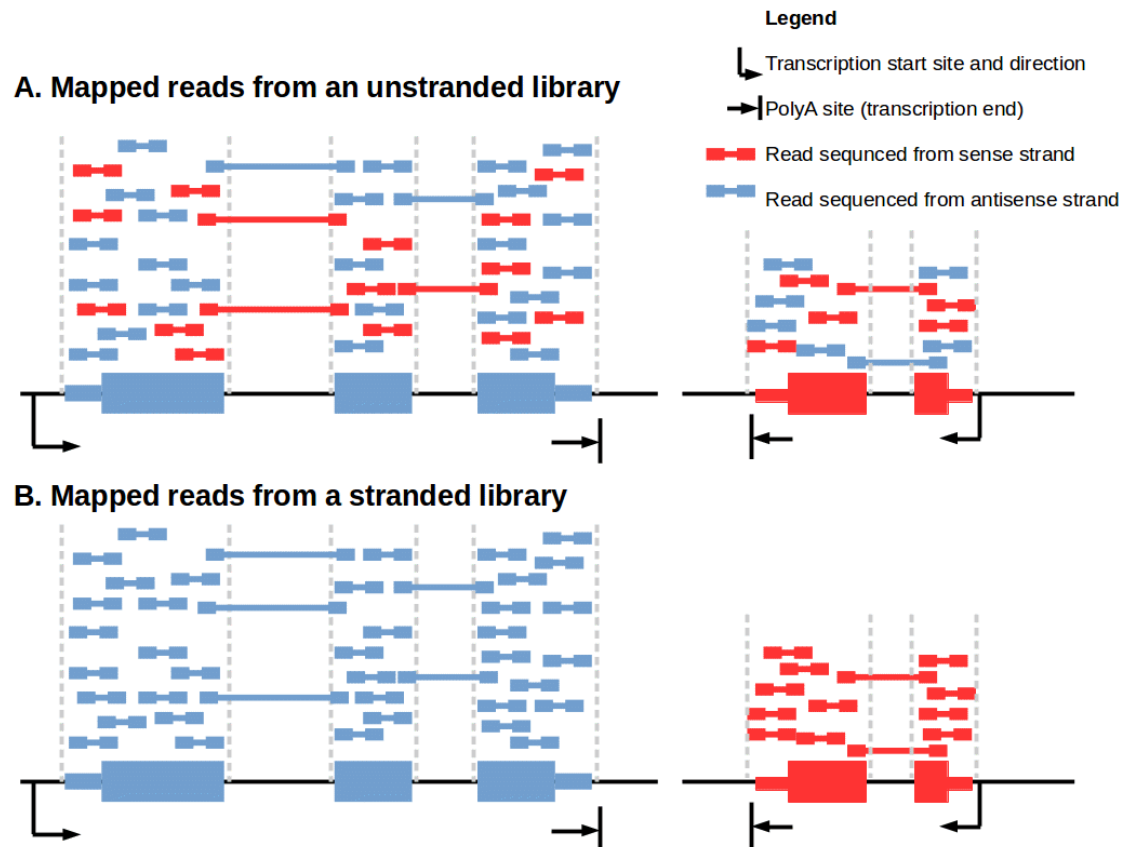 Legend
Transcription start site and direction
A. Mapped reads from an unstranded library
PolyA site (transcription end)
Read sequnced from sense strand
Read sequenced from antisense strand
B. Mapped reads from a stranded library